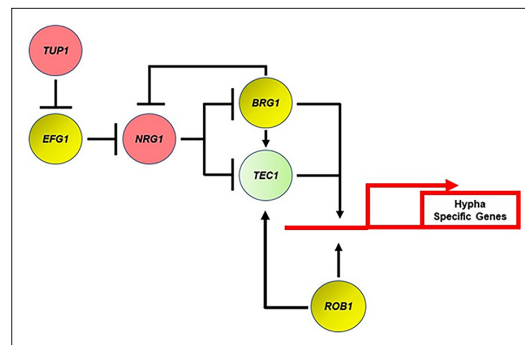 TUP1
EFG1
NRG1
BRG1
TEC1
Hypha
Specific Genes
ROB1